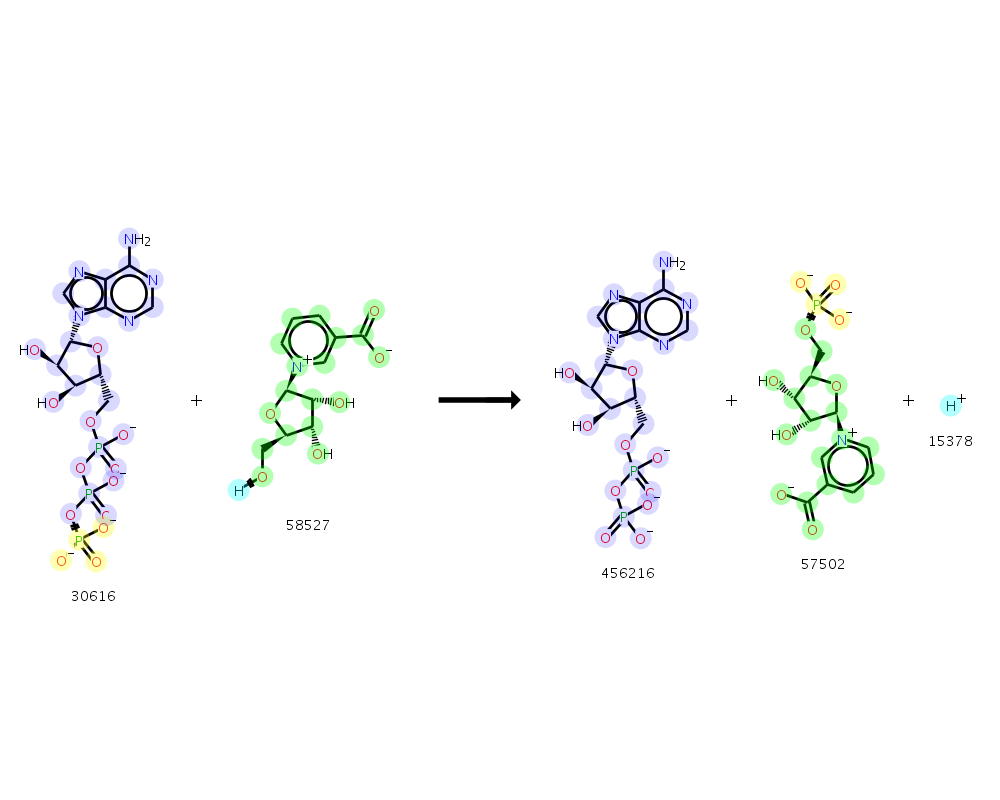 NH2
N N
N N
HO O
HO
O
P O−
O O
P O−
O O
P O−
O− O
30616
+
O
O−
N+
O OH
OH
H O
58527
NH2
N N
N N
HO O
HO
O
P O−
O O
P O−
O O−
456216
+
O− O
P O−
O
HO O
HO
N+
O−
O
57502
+
H+
15378